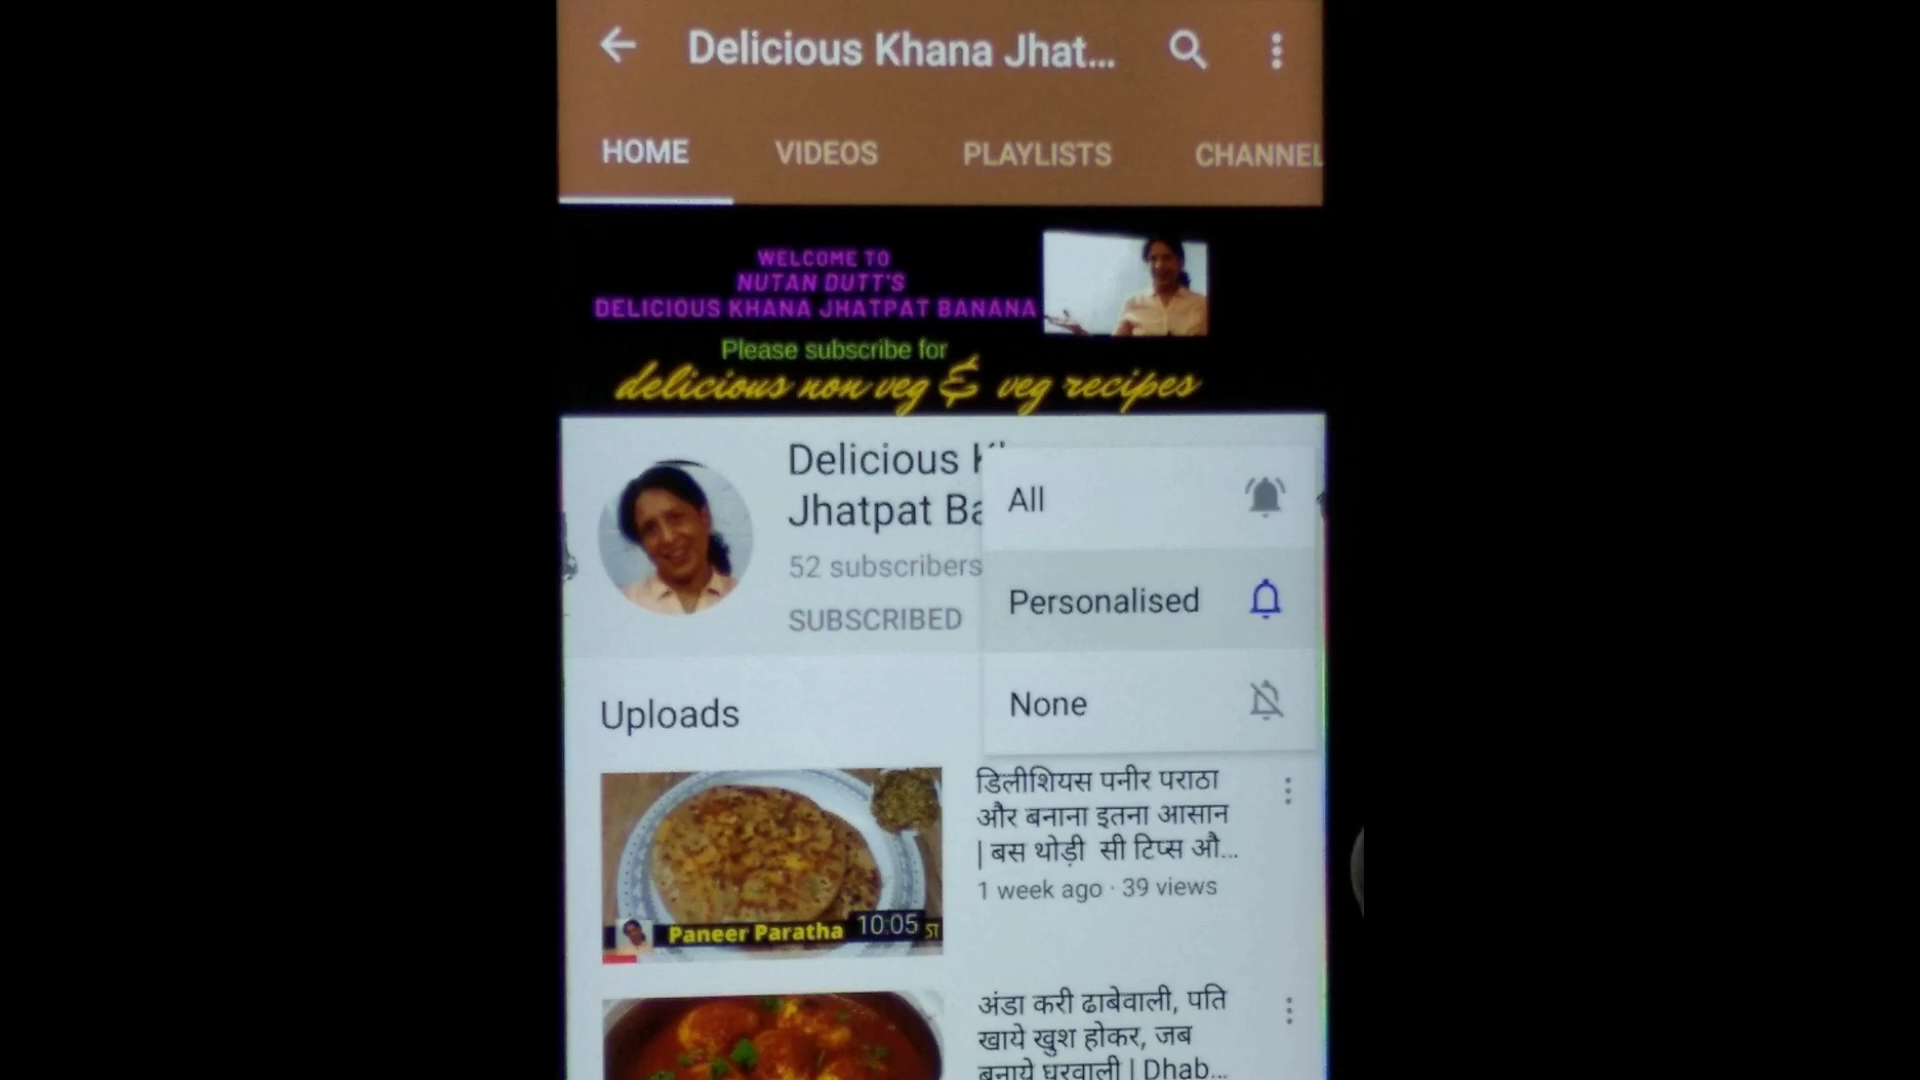 Delicious Khana Jhat...
HOME VIDEOS PLAYLISTS CHANNEL
WELCOME TO
NUTAN DUTT'S
DELICIOUS KHANA JHATPAT BANANA
Please subscribe for
delicious non veg & veg recipes
Delicious
Jhatpat
52 subscribers
SUBSCRIBED
All
Personalised
None
Uploads
डिलीशियस पनीर पराठा
और बनाना इतना आसान
| बस थोड़ी सी टिप्स औ...
1 week ago · 39 views
Paneer Paratha
10:05
अंडा करी ढाबेवाली, पति
खाये खुश होकर, जब
बनाये घरवाली | Dhab...